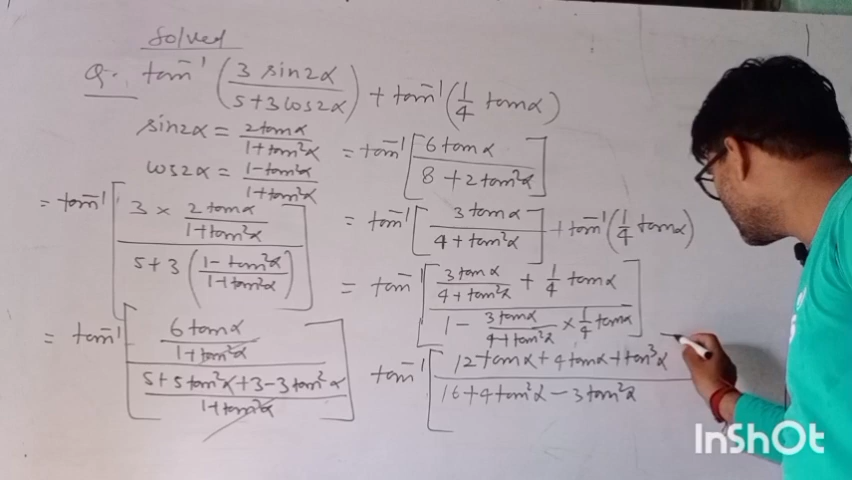 Solved
Q. tan⁻¹ (3 sin2α / 5+3cos2α) + tan⁻¹ (1/4 tanα)
sin2α = 2tanα / 1+tan²α
cos2α = 1-tan²α / 1+tan²α
= tan⁻¹ [3 × 2tanα / 1+tan²α / 5+3 (1-tan²α / 1+tan²α)]
= tan⁻¹ [6tanα / 1+tan²α / 5+5tan²α+3-3tan²α / 1+tan²α]
= tan⁻¹ [6tanα / 8+2tan²α]
= tan⁻¹ [3tanα / 4+tan²α] + tan⁻¹ (1/4 tanα)
= tan⁻¹ [3tanα / 4+tan²α + 1/4 tanα / 1 - 3tanα / 4+tan²α × 1/4 tanα]
tan⁻¹ [12tanα+4tanα+tan³α / 16+4tan²α-3tan²α
InShOt